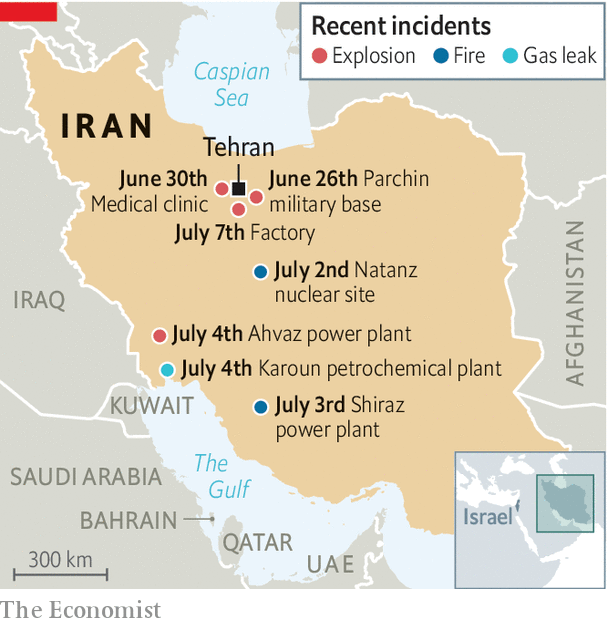 Recent incidents
Explosion Fire Gas leak
Caspian
Sea
IRAN
Tehran
June 30th
Medical clinic
June 26th Parchin
military base
July 7th Factory
July 2nd Natanz
nuclear site
IRAQ
AFGHANISTAN
July 4th Ahvaz power plant
July 4th Karoun petrochemical plant
KUWAIT
July 3rd Shiraz
power plant
The
Gulf
SAUDI ARABIA
BAHRAIN
QATAR
UAE
Israel
300 km
The Economist